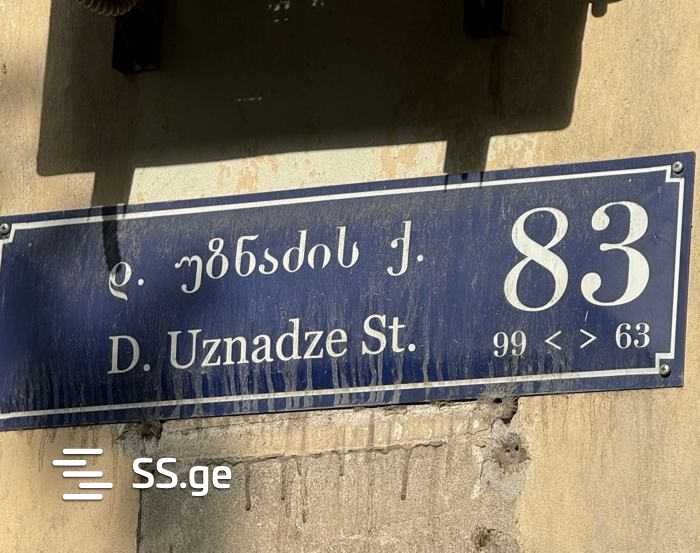 დ. უზნაძის ქ.
D. Uznadze St.
83
99 < > 63
SS.ge